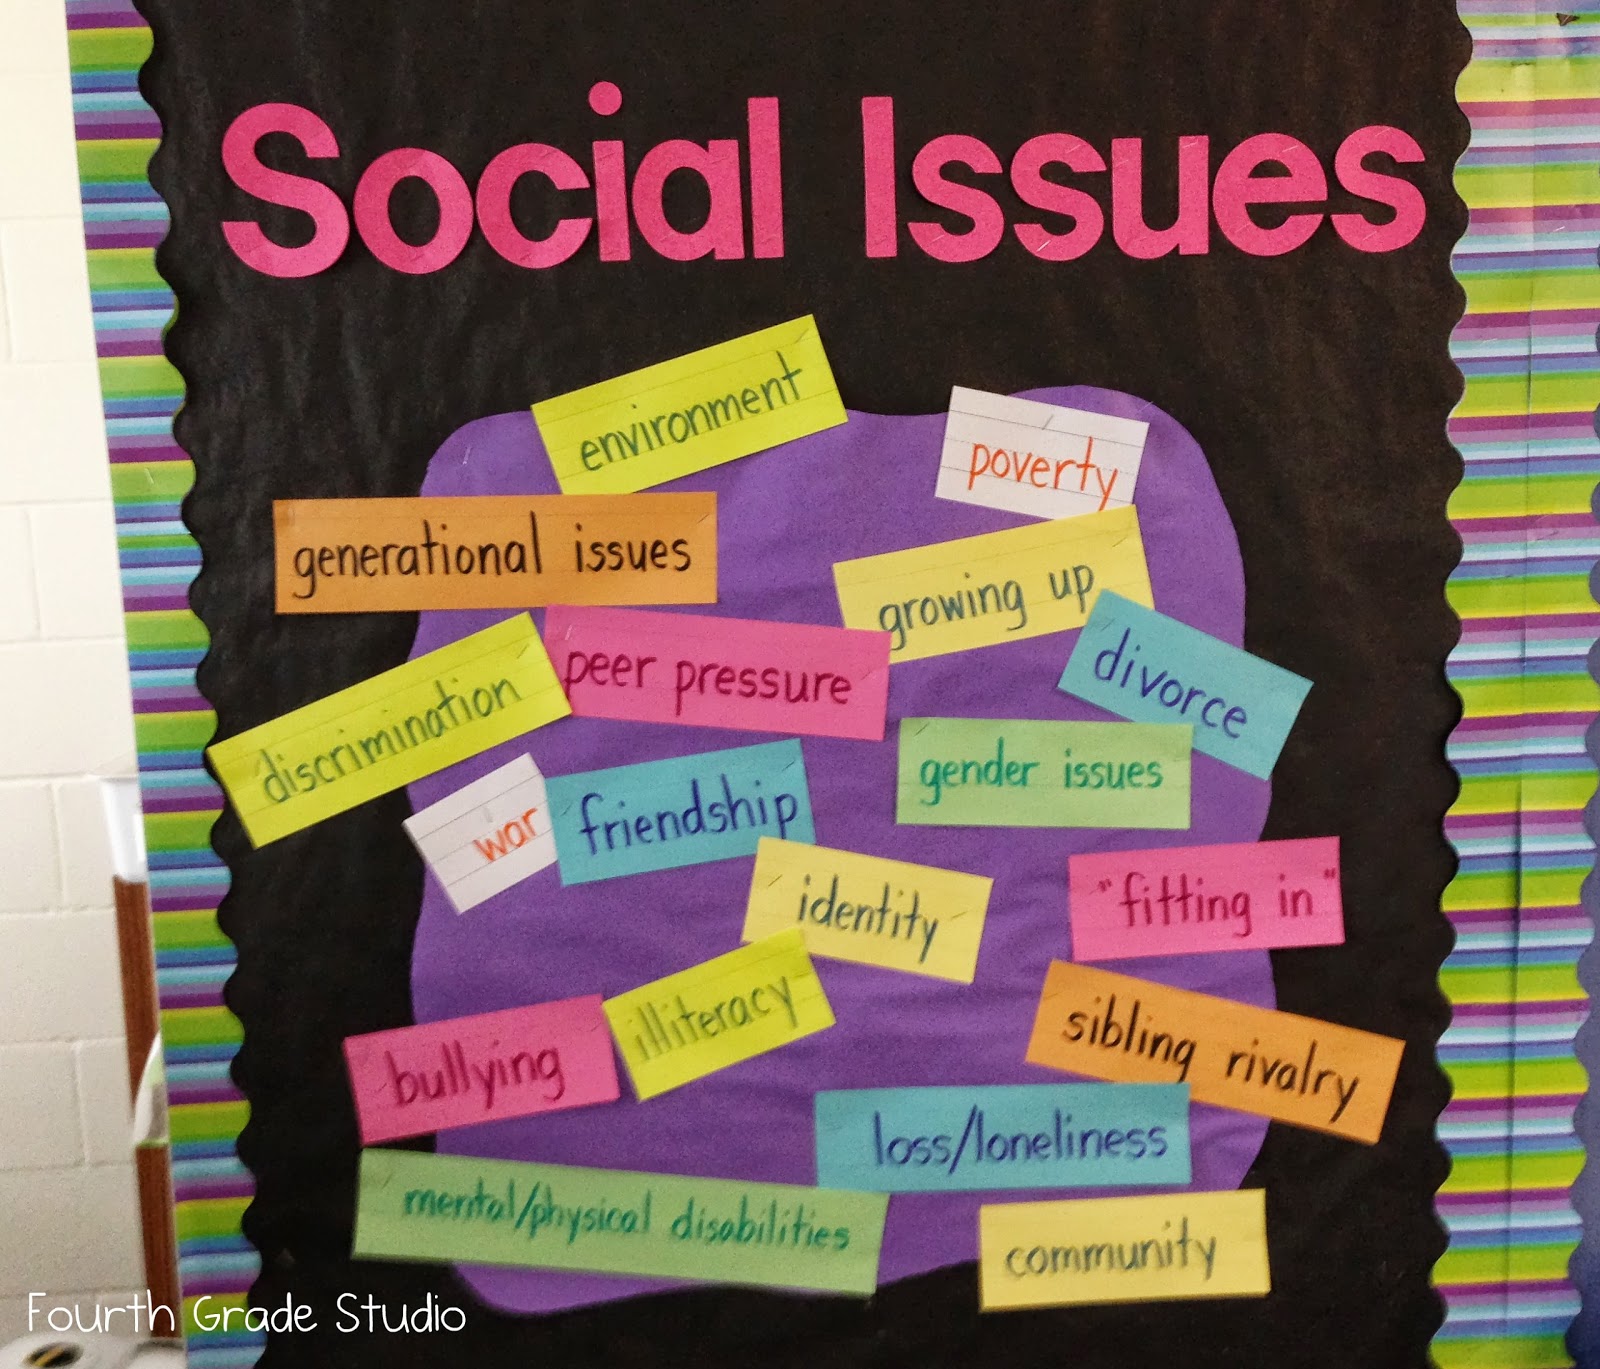 Social Issues
environment
poverty
generational issues
growing up
peer pressure
divorce
discrimination
gender issues
war
friendship
identity
"fitting in"
illiteracy
sibling rivalry
bullying
loss/loneliness
mental/physical disabilities
community
Fourth Grade Studio